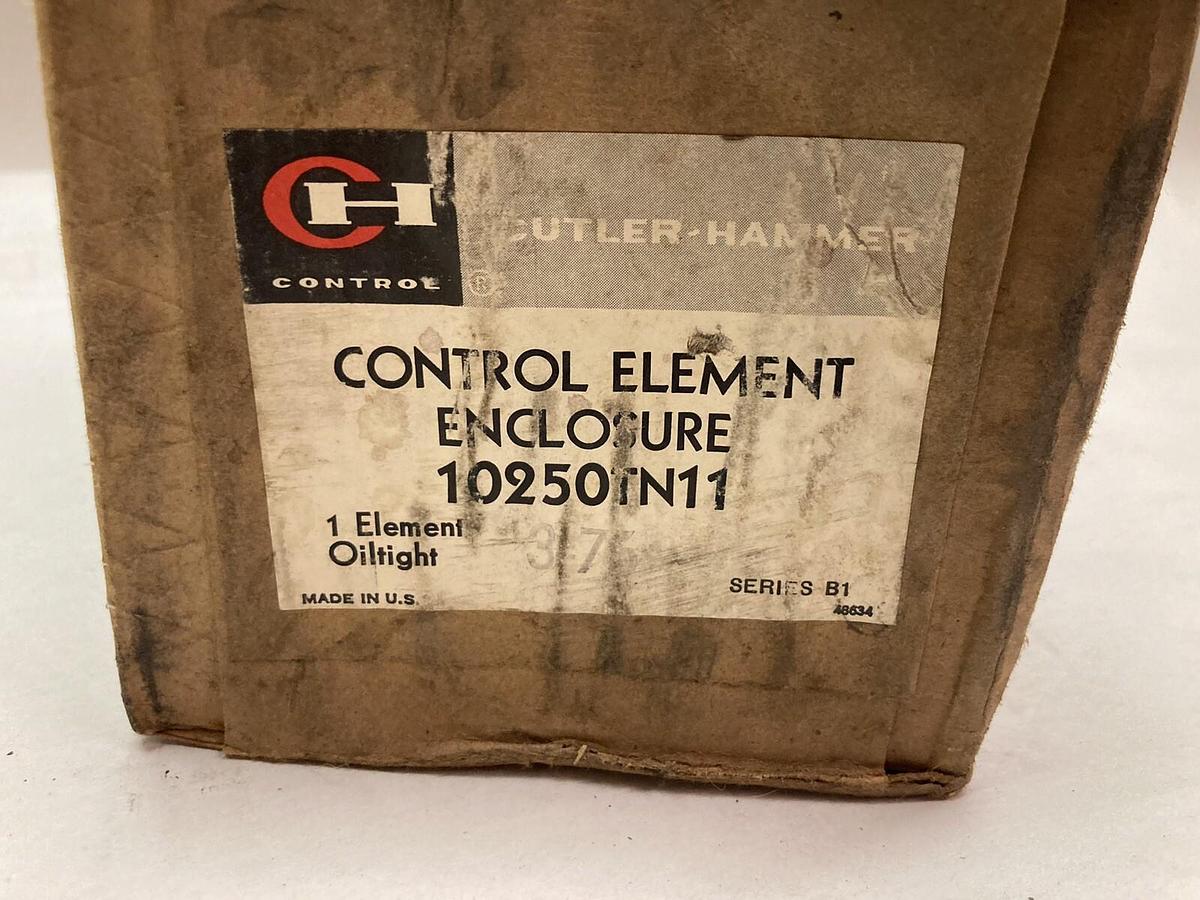 CH
CONTROL ®
CUTLER-HAMMER
CONTROL ELEMENT
ENCLOSURE
10250TN11
1 Element
Oiltight
MADE IN U.S.
SERIES B1
48634